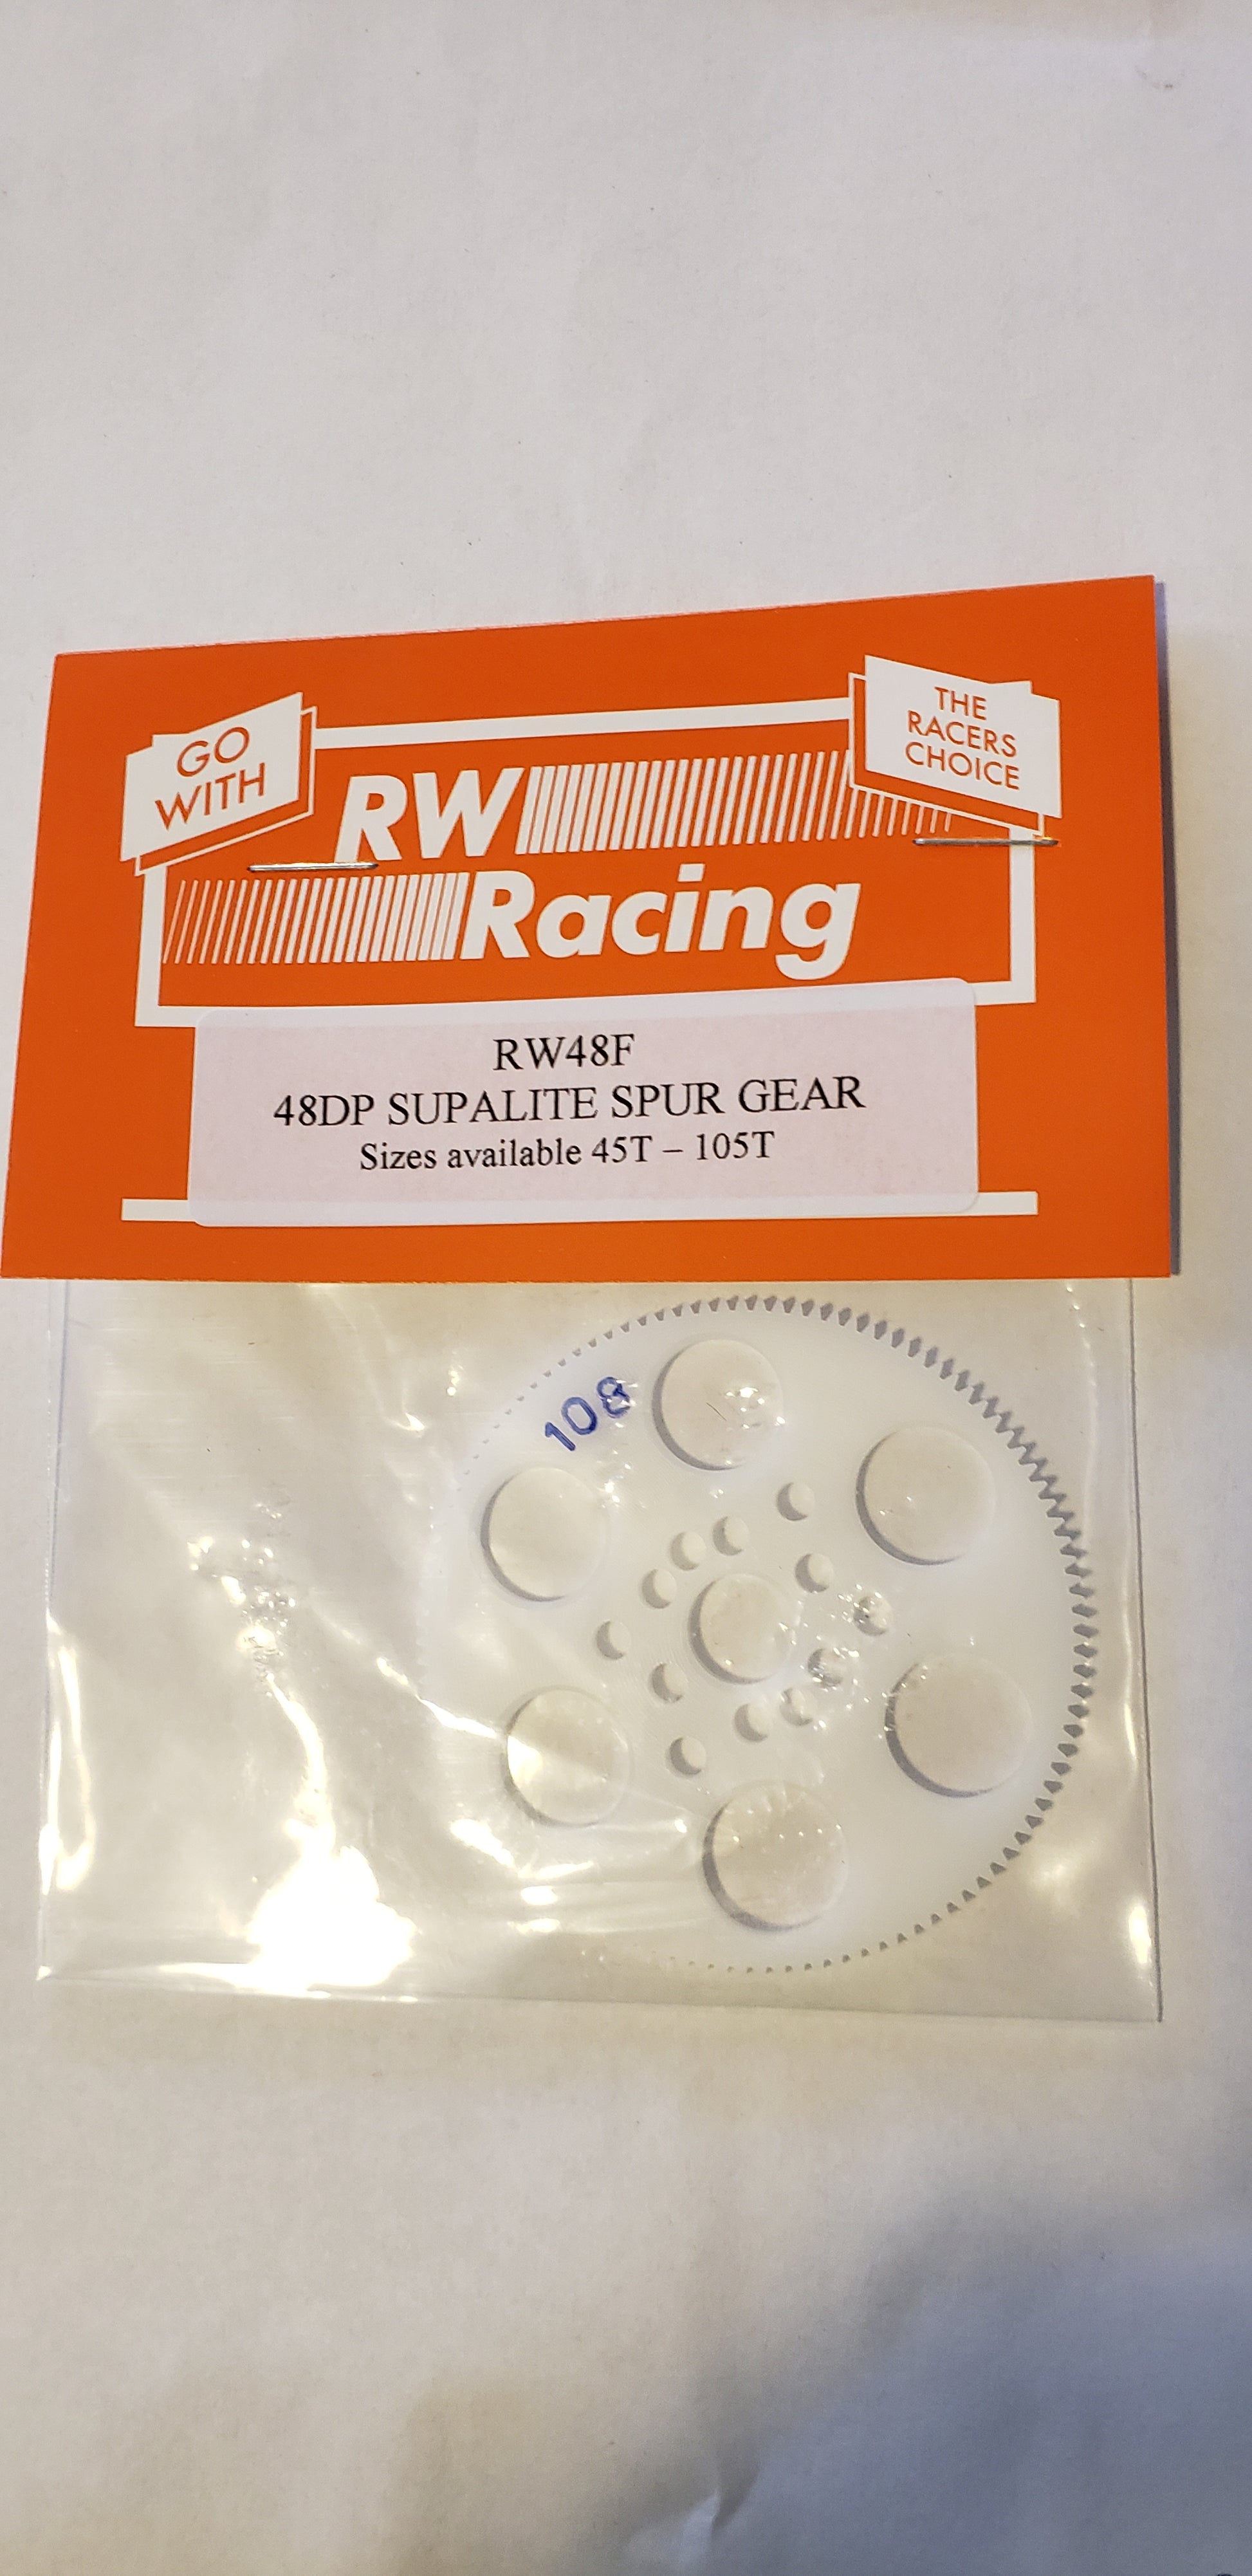 GO
WITH
THE
RACERS
CHOICE
RW
Racing
RW48F
48DP SUPALITE SPUR GEAR
Sizes available 45T – 105T
108